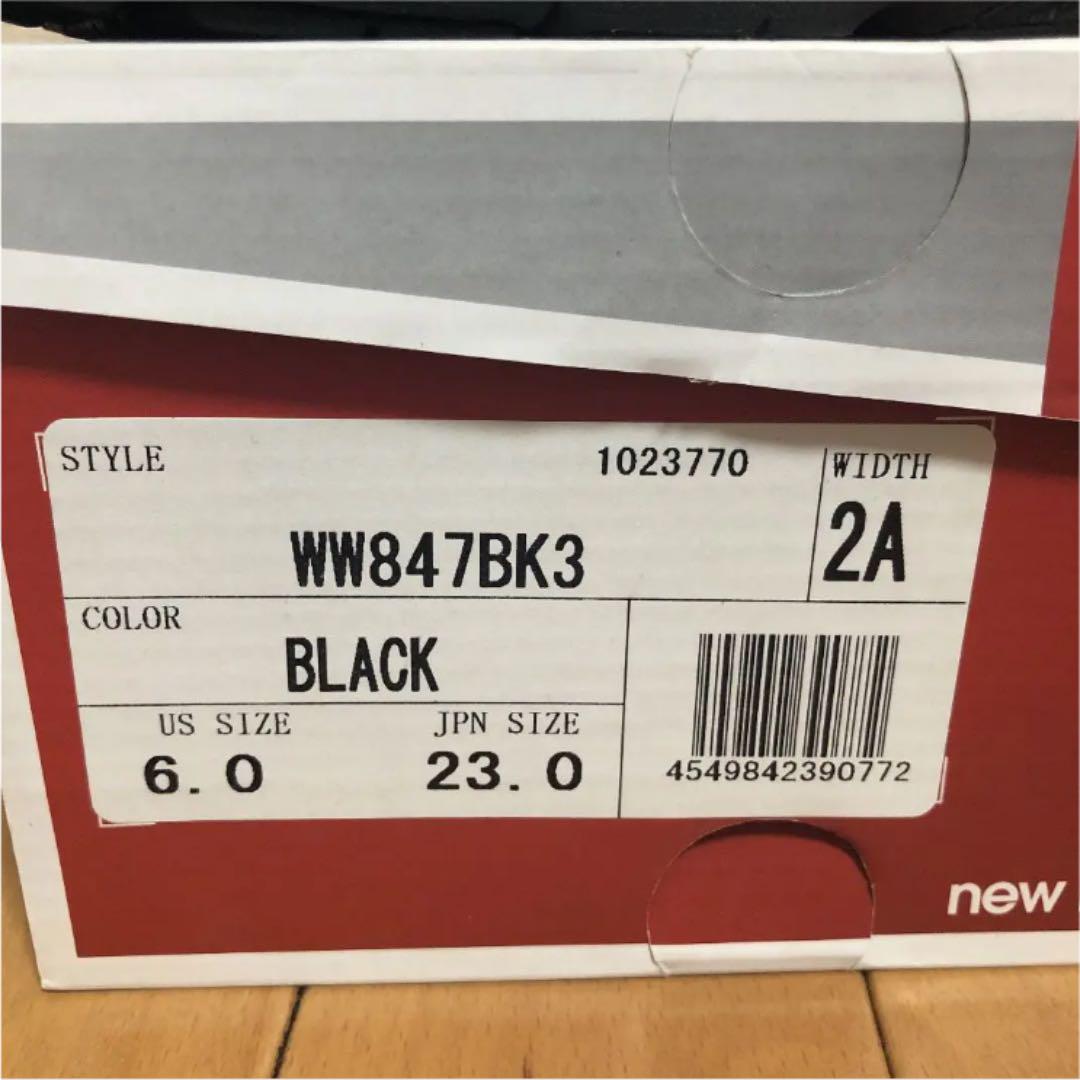 STYLE 1023770 WIDTH
WW847BK3 2A
COLOR
BLACK
US SIZE JPN SIZE
6.0 23.0
4549842390772
new